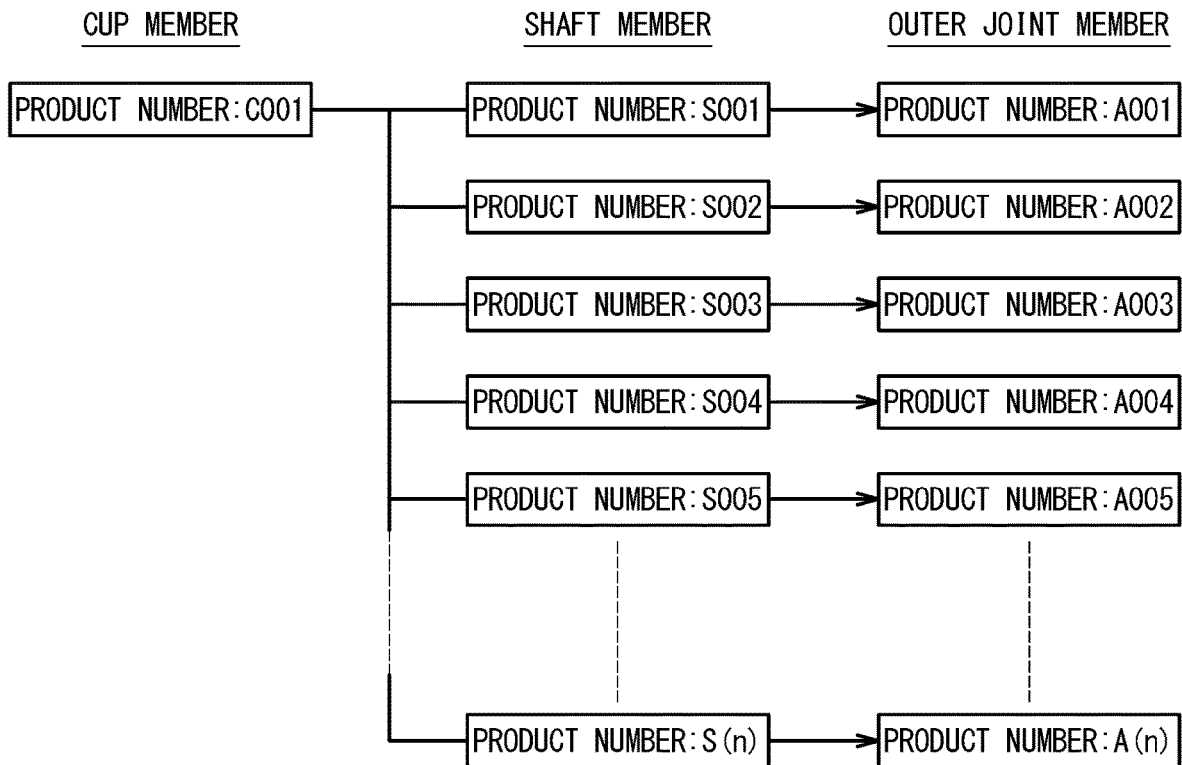 CUP MEMBER
SHAFT MEMBER
OUTER JOINT MEMBER
PRODUCT NUMBER:C001
PRODUCT NUMBER:S001
PRODUCT NUMBER:A001
PRODUCT NUMBER:S002
PRODUCT NUMBER:A002
PRODUCT NUMBER:S003
PRODUCT NUMBER:A003
PRODUCT NUMBER:S004
PRODUCT NUMBER:A004
PRODUCT NUMBER:S005
PRODUCT NUMBER:A005
PRODUCT NUMBER:S(n)
PRODUCT NUMBER:A(n)